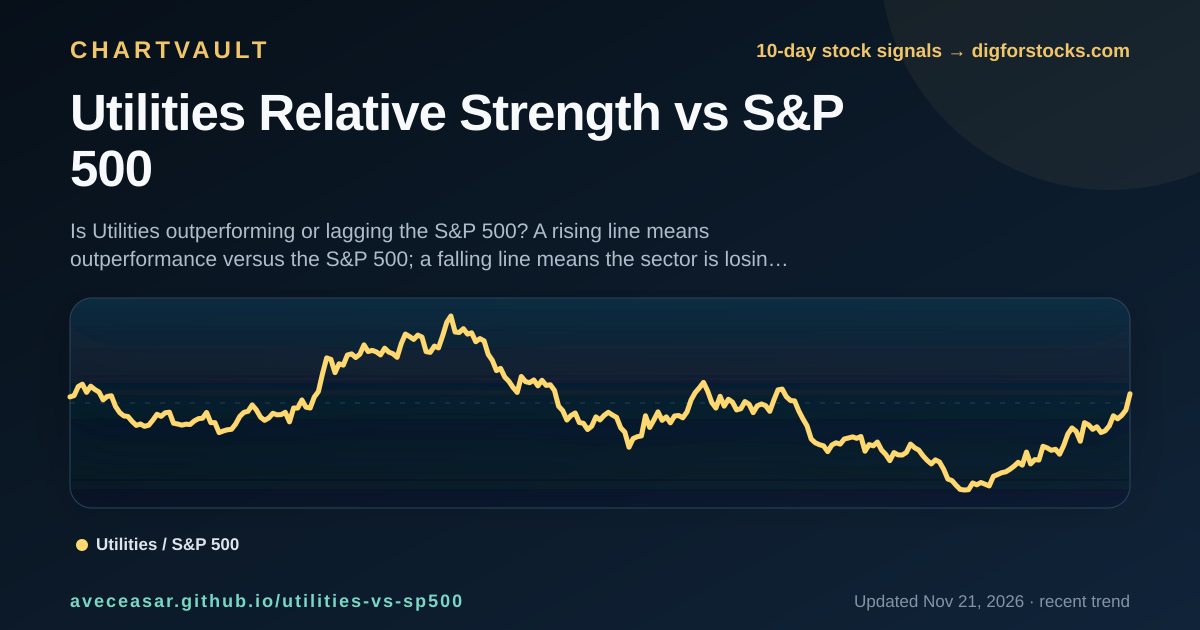 CHARTVAULT
10-day stock signals → digforstocks.com
Utilities Relative Strength vs S&P
500
Is Utilities outperforming or lagging the S&P 500? A rising line means
outperformance versus the S&P 500; a falling line means the sector is losin…
Utilities / S&P 500
aveceasar.github.io/utilities-vs-sp500
Updated Nov 21, 2026 · recent trend